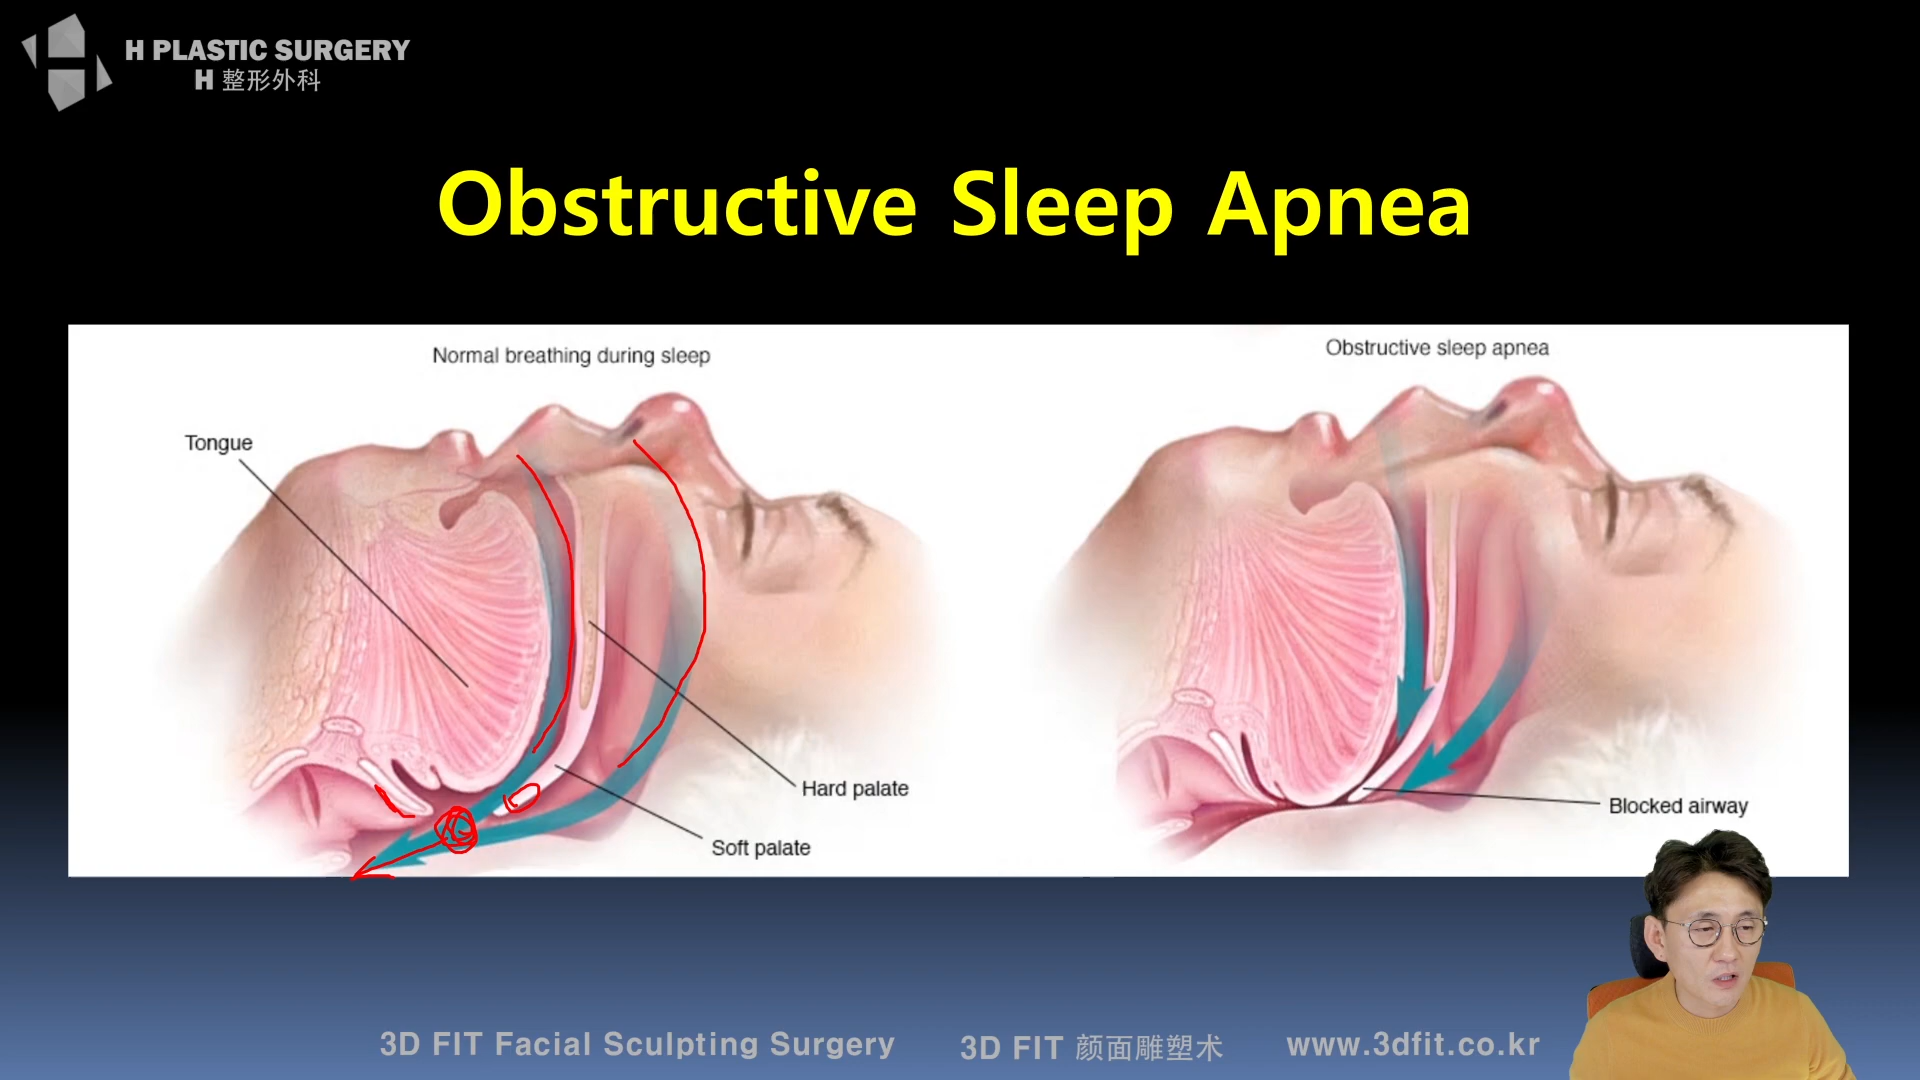 H PLASTIC SURGERY
H 整形外科
Obstructive Sleep Apnea
Normal breathing during sleep
Obstructive sleep apnea
Tongue
Hard palate
Soft palate
Blocked airway
3D FIT Facial Sculpting Surgery
3D FIT 颜面雕塑术
www.3dfit.co.kr